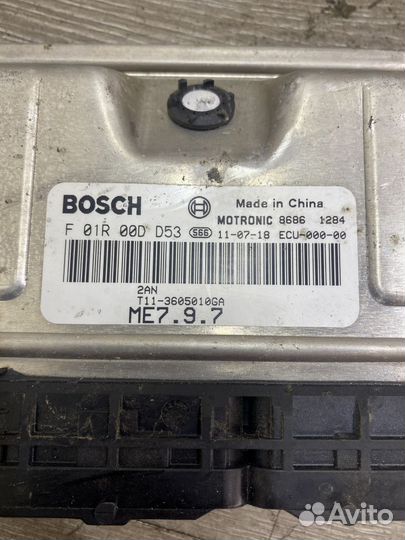 BOSCH Made in China
MOTRONIC 8686 1284
F 01R 00D D53 S6S 11-07-18 ECU-000-00
2AN
T11-3605010GA
ME7.9.7
Avito